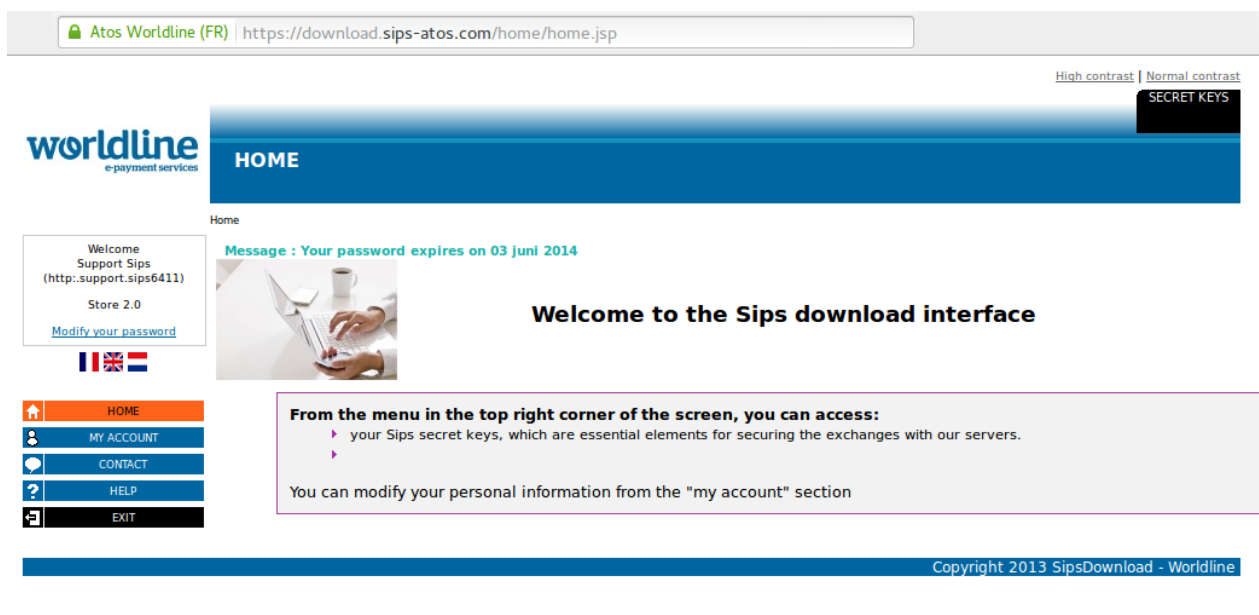 Atos Worldline (FR) https://download.sips-atos.com/home/home.jsp
High contrast | Normal contrast
SECRET KEYS
worldline
e-payment services
HOME
Home
Welcome
Support Sips
(http:.support.sips6411)
Store 2.0
Modify your password
Message : Your password expires on 03 juni 2014
Welcome to the Sips download interface
HOME
MY ACCOUNT
CONTACT
HELP
EXIT
From the menu in the top right corner of the screen, you can access:
your Sips secret keys, which are essential elements for securing the exchanges with our servers.
You can modify your personal information from the "my account" section
Copyright 2013 SipsDownload - Worldline